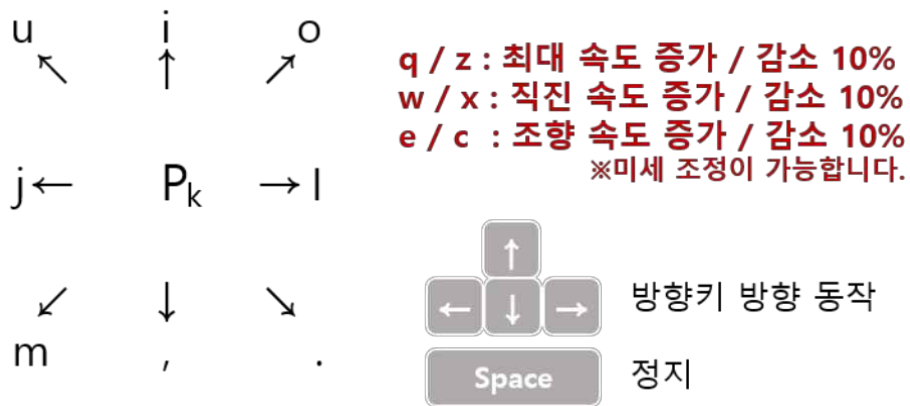 u i o
↖ ↑ ↗
j← Pk →l
↙ ↓ ↘
m , .
q / z : 최대 속도 증가 / 감소 10%
w / x : 직진 속도 증가 / 감소 10%
e / c : 조향 속도 증가 / 감소 10%
※미세 조정이 가능합니다.
↑
← ↓ → 방향키 방향 동작
Space 정지